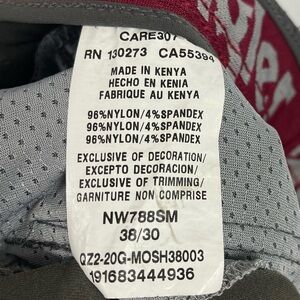 CARE307
RN 130273 CA55394
MADE IN KENYA
HECHO EN KENIA
FABRIQUE AU KENYA
96%NYLON/4%SPANDEX
96%NYLON/4%SPANDEX
96%NYLON/4%SPANDEX
EXCLUSIVE OF DECORATION/
EXCEPTO DECORACION/
EXCLUSIVE OF TRIMMING/
GARNITURE NON COMPRISE
NW788SM
38/30
QZ2-20G-MOSH38003
191683444936